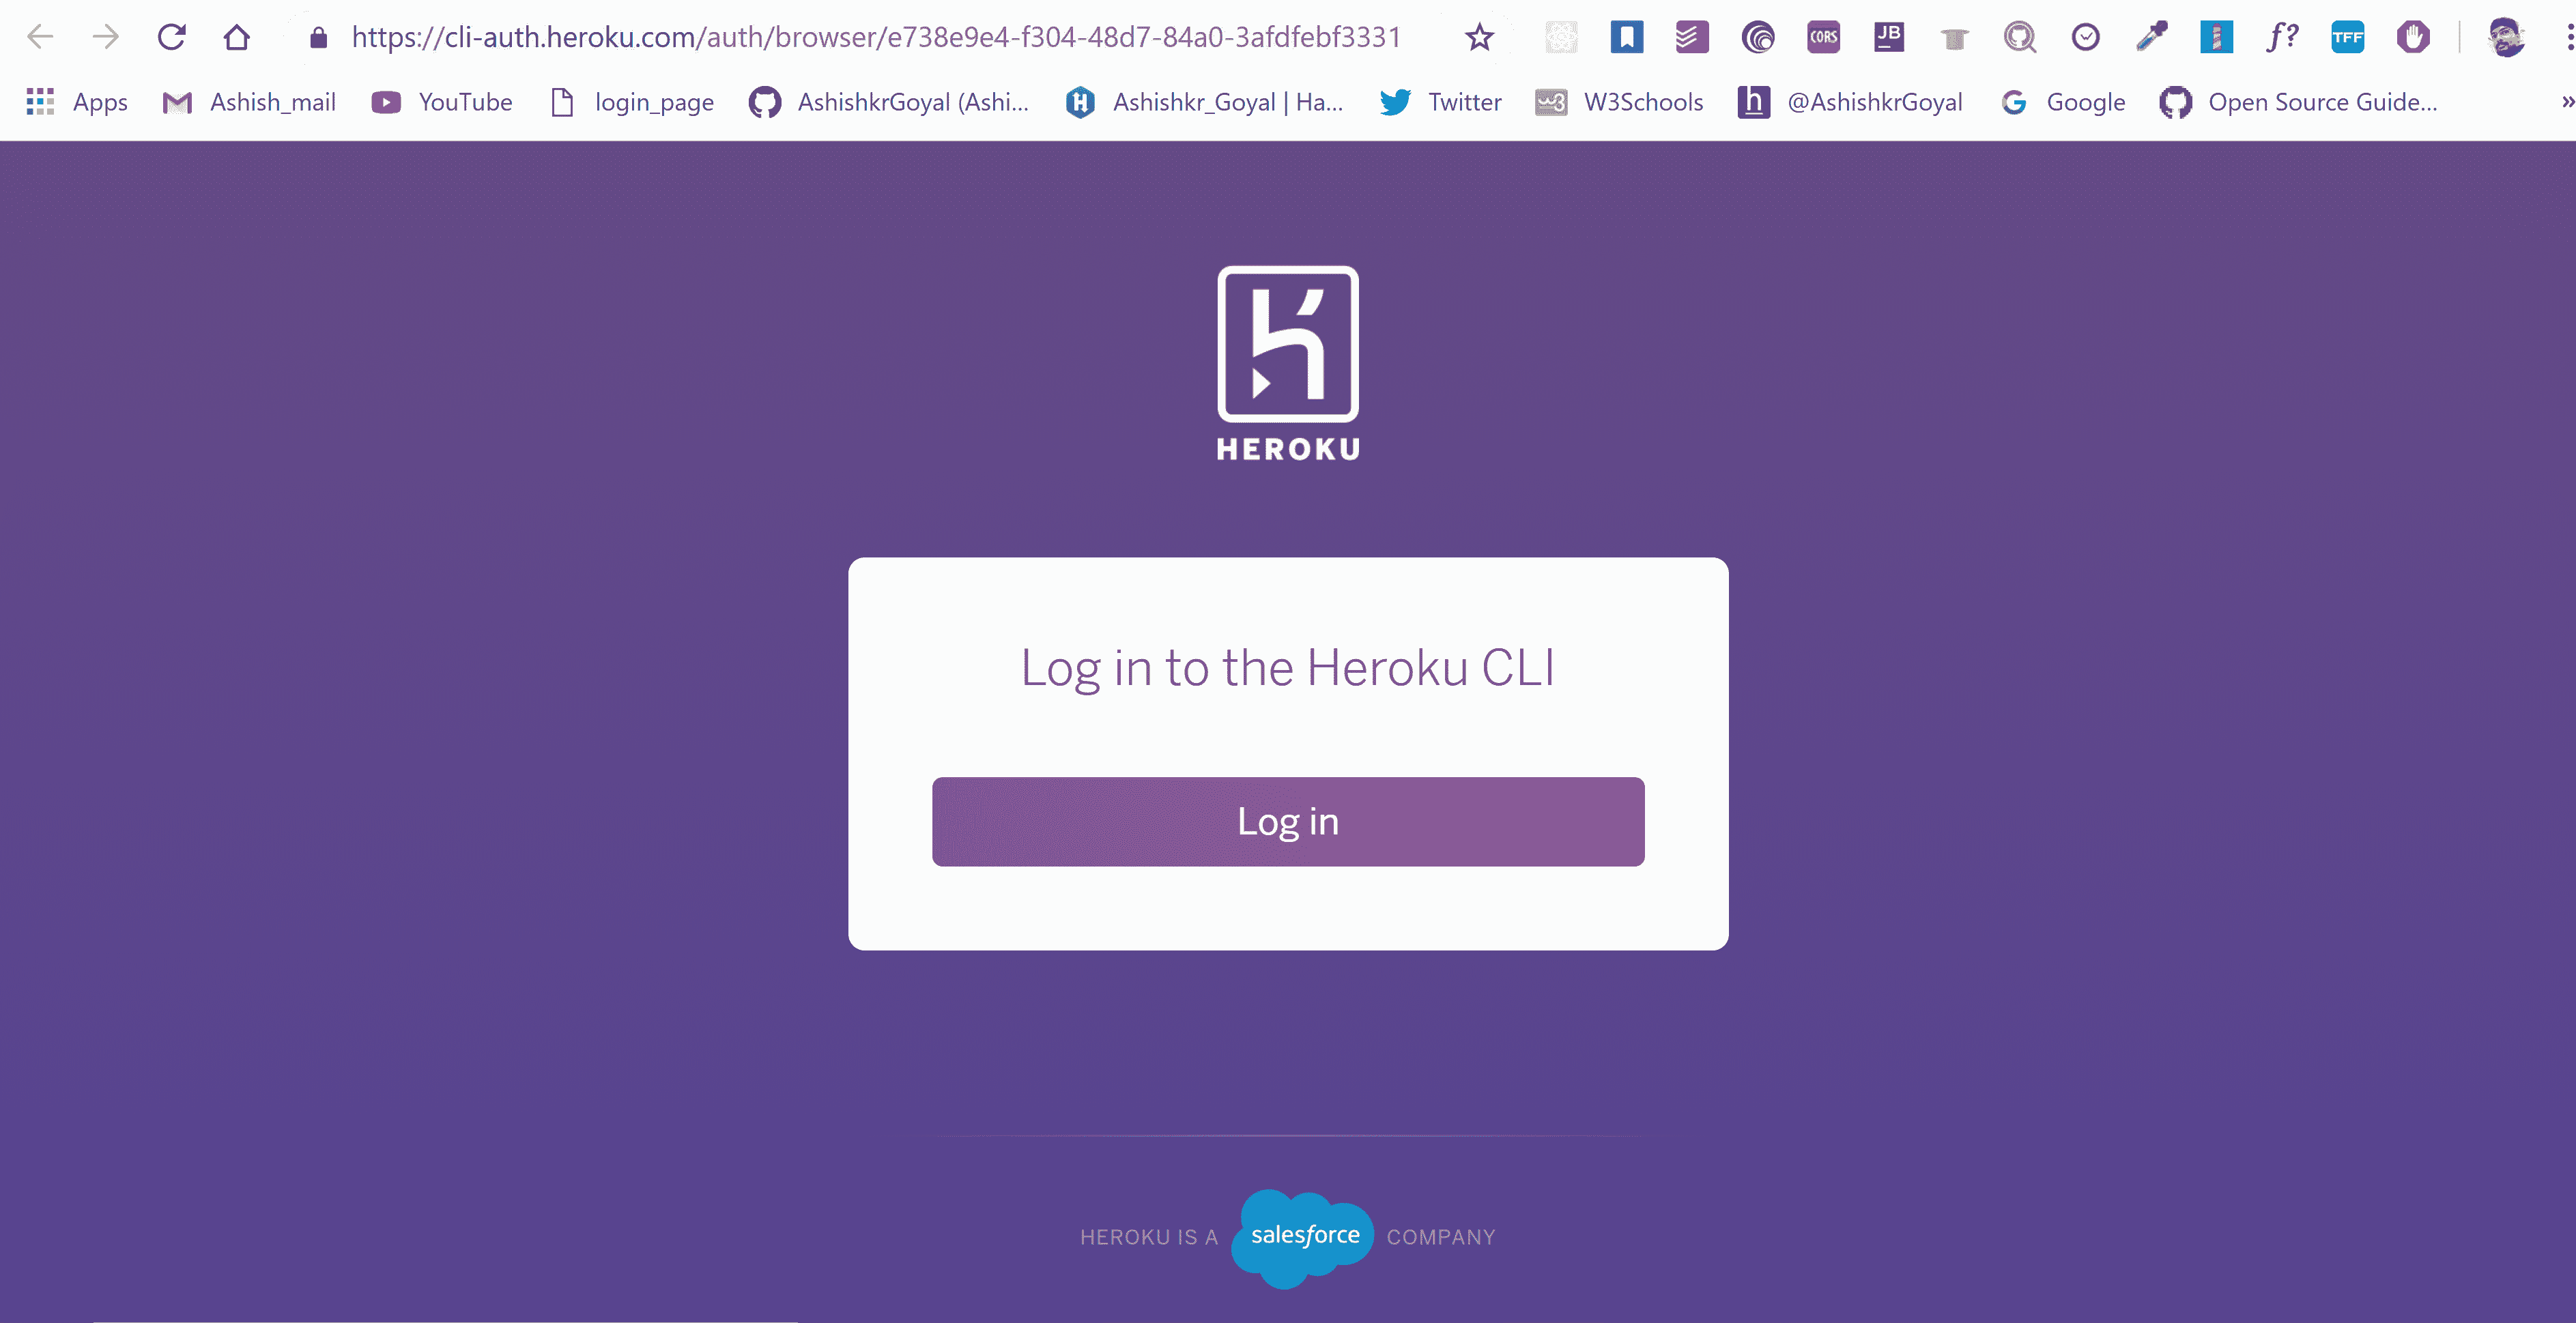 https://cli-auth.heroku.com/auth/browser/e738e9e4-f304-48d7-84a0-3afdfebf3331
CORS
JB
f?
TFF
Apps
Ashish_mail
YouTube
login_page
AshishkrGoyal (Ashi...
Ashishkr_Goyal | Ha...
Twitter
w3
W3Schools
h
@AshishkrGoyal
G
Google
Open Source Guide...
»
HEROKU
Log in to the Heroku CLI
Log in
HEROKU IS A salesforce COMPANY